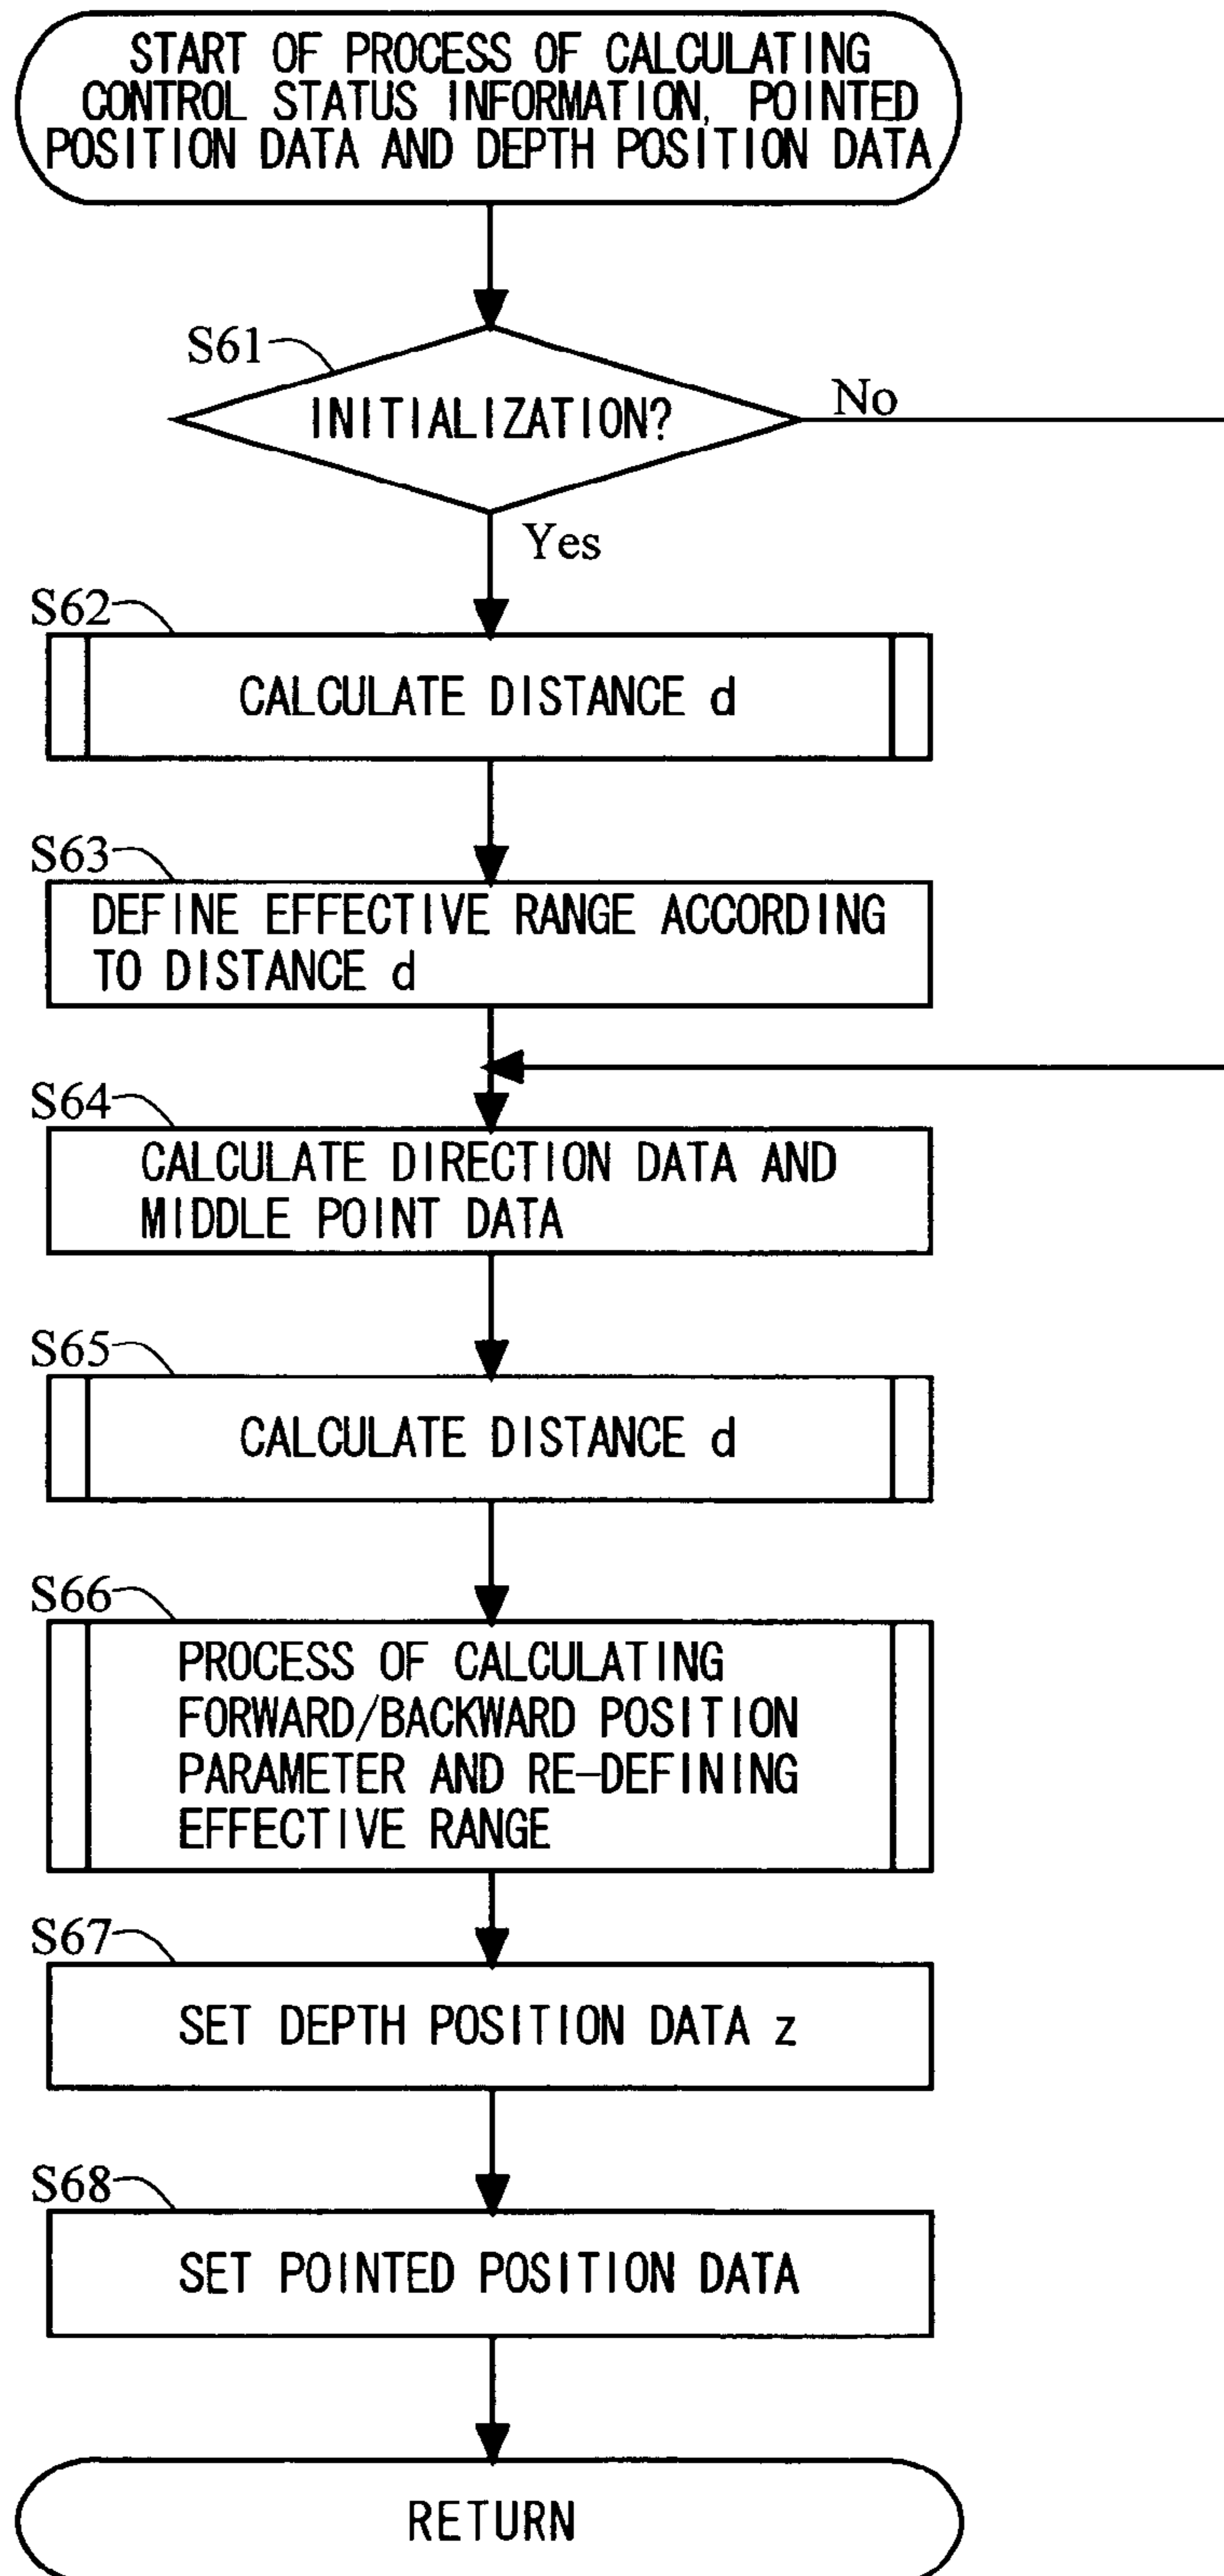 START OF PROCESS OF CALCULATING
CONTROL STATUS INFORMATION, POINTED
POSITION DATA AND DEPTH POSITION DATA
S61
INITIALIZATION?
No
Yes
S62
CALCULATE DISTANCE d
S63
DEFINE EFFECTIVE RANGE ACCORDING
TO DISTANCE d
S64
CALCULATE DIRECTION DATA AND
MIDDLE POINT DATA
S65
CALCULATE DISTANCE d
S66
PROCESS OF CALCULATING
FORWARD/BACKWARD POSITION
PARAMETER AND RE-DEFINING
EFFECTIVE RANGE
S67
SET DEPTH POSITION DATA z
S68
SET POINTED POSITION DATA
RETURN